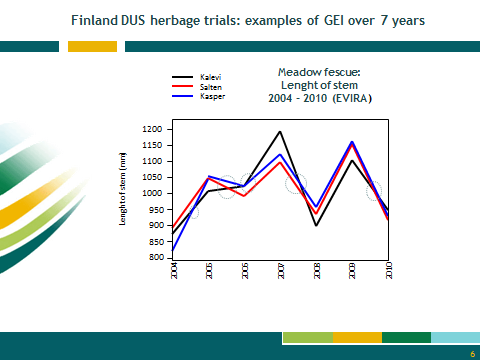 Finland DUS herbage trials: examples of GEI over 7 years
Kalevi
Salten
Kasper
Meadow fescue:
Lenght of stem
2004 - 2010 (EVIRA)
Lenght of stem (mm)
1200
1150
1100
1050
1000
950
900
850
800
2004
2005
2006
2007
2008
2009
2010
6